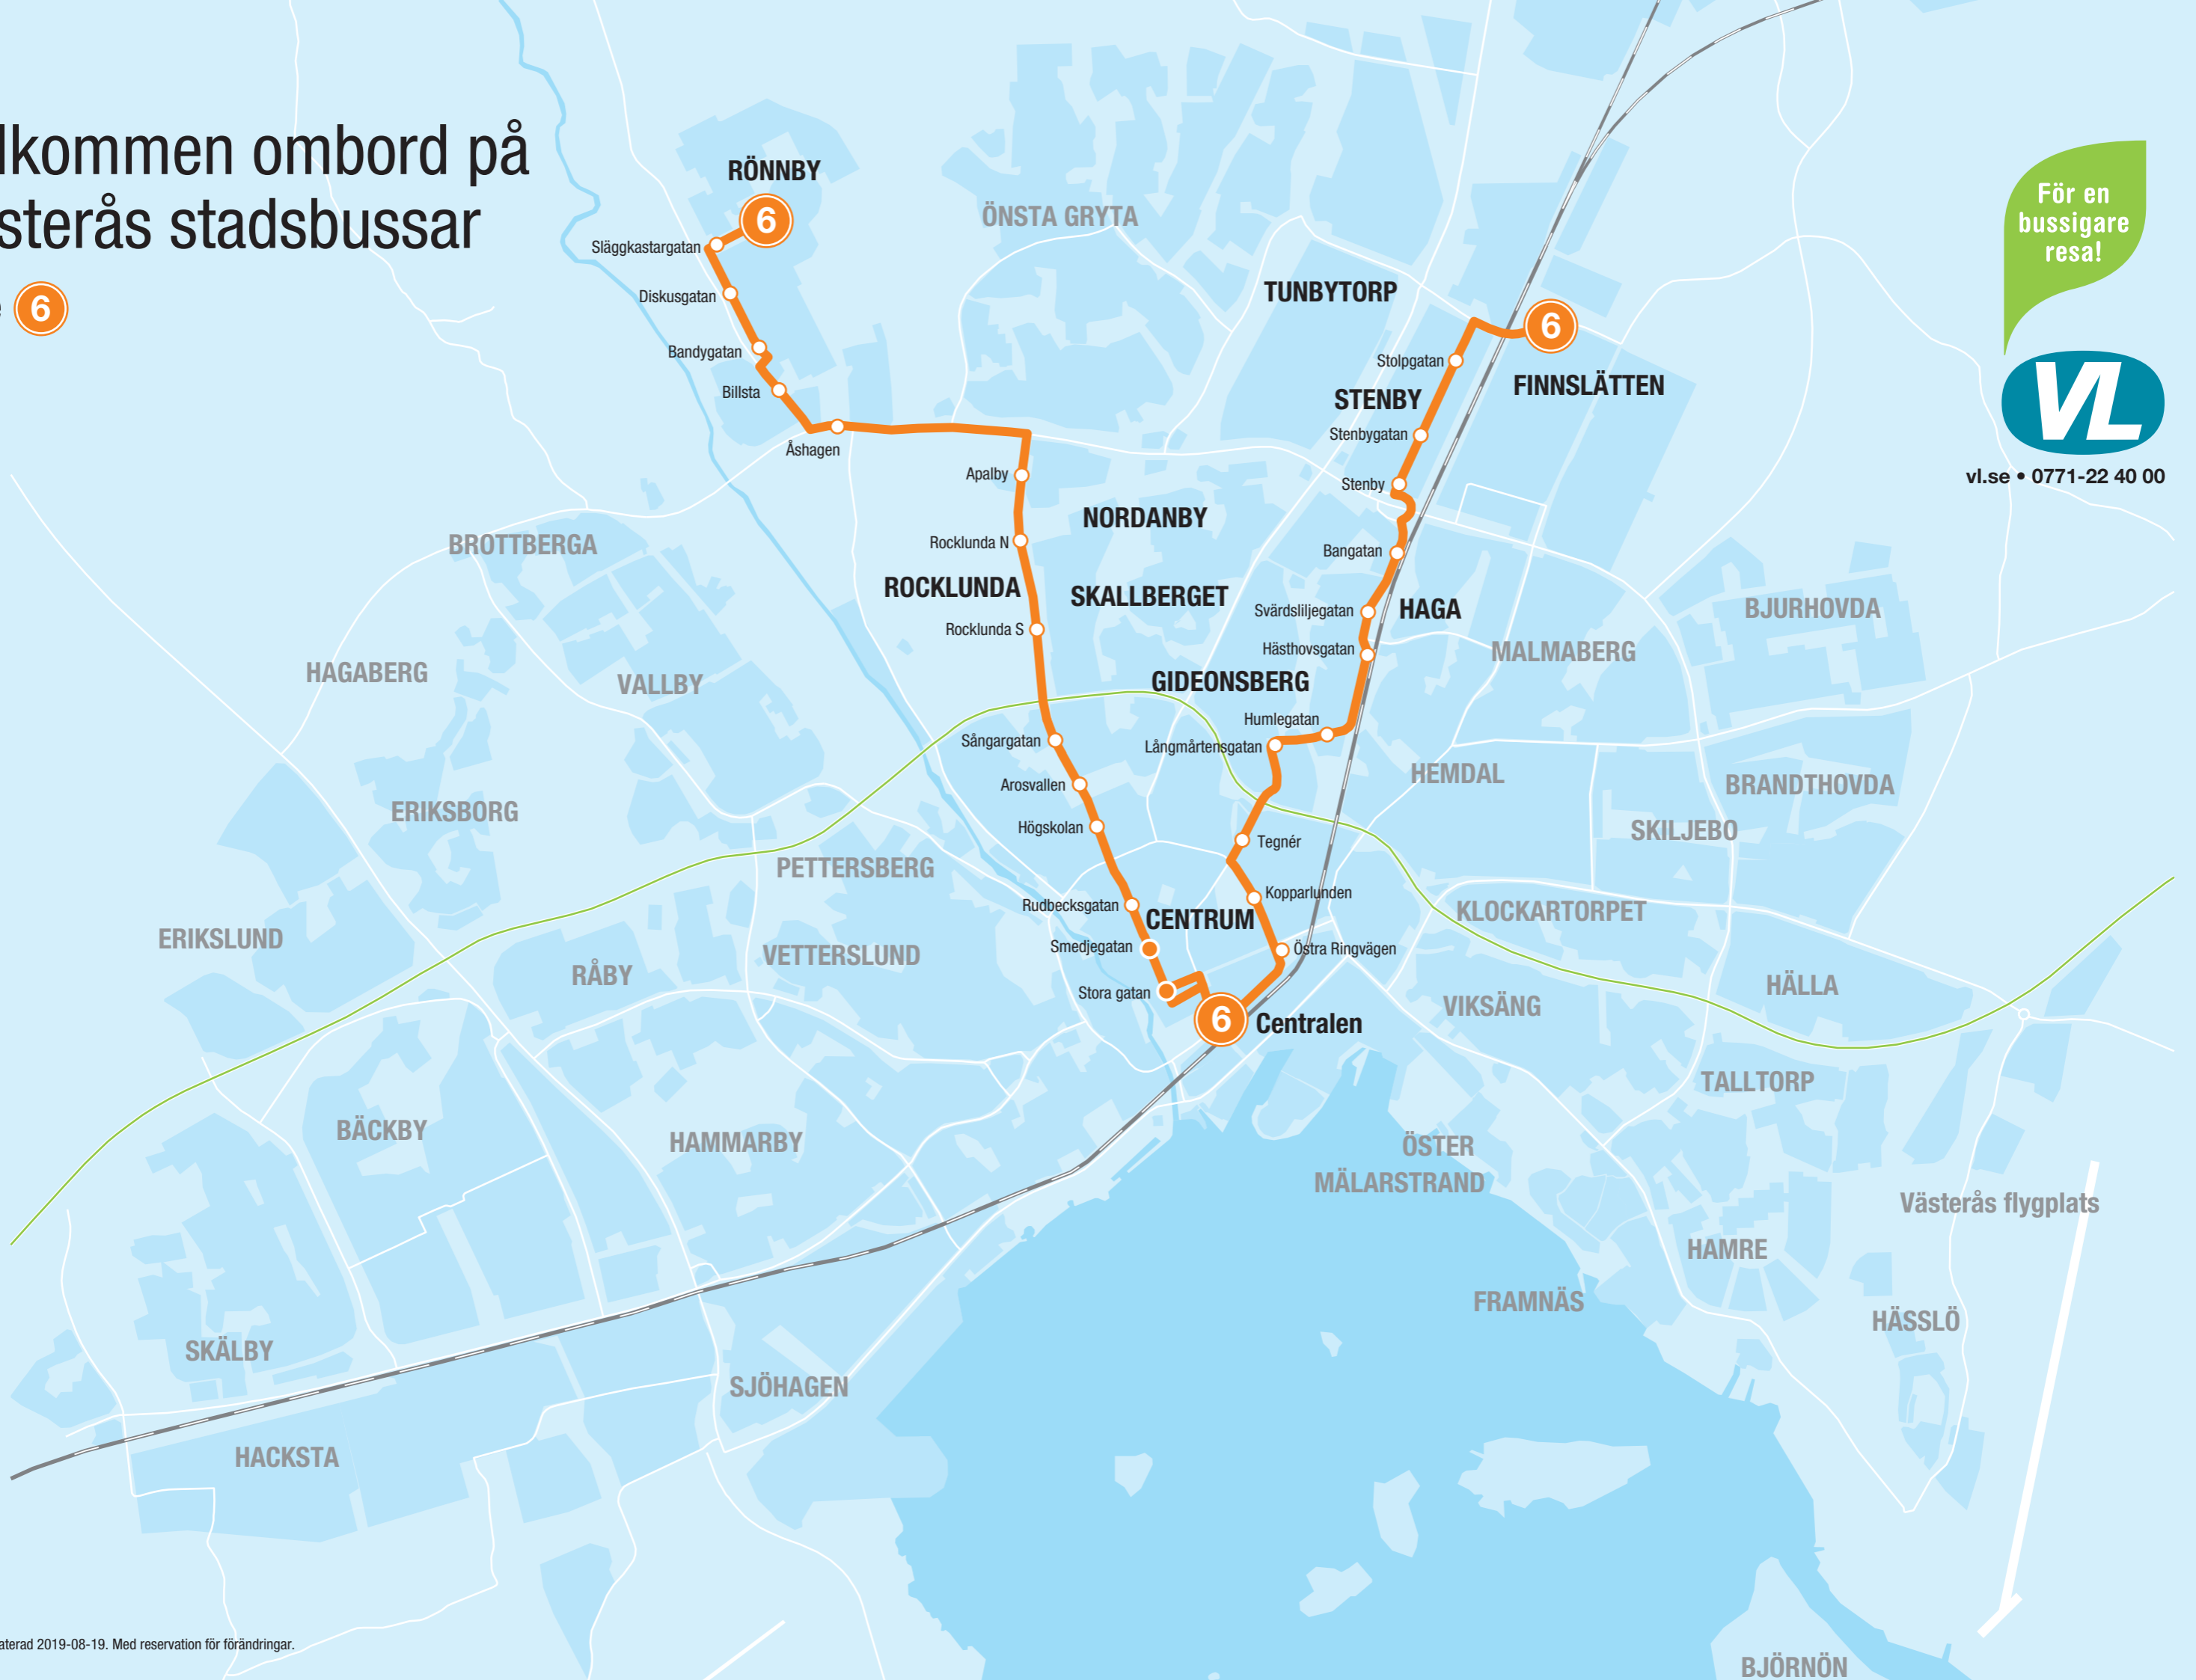 lkommen ombord på
sterås stadsbussar
e 6
För en
bussigare
resa!
VL
vl.se • 0771-22 40 00
RÖNNBY
6
Släggkastargatan
Diskusgatan
Bandygatan
Billsta
Åshagen
ÖNSTA GRYTA
TUNBYTORP
6
Stolpgatan
FINNSLÄTTEN
STENBY
Stenbygatan
Stenby
Apalby
NORDANBY
Rocklunda N
Bangatan
BROTTBERGA
ROCKLUNDA
SKALLBERGET
Svärdsliljegatan
HAGA
BJURHOVDA
Rocklunda S
Hästhovsgatan
MALMABERG
HAGABERG
VALLBY
GIDEONSBERG
Humlegatan
Sångargatan
Långmårtensgatan
HEMDAL
BRANDTHOVDA
Arosvallen
ERIKSBORG
Högskolan
SKILJEBO
Tegnér
PETTERSBERG
Kopparlunden
Rudbecksgatan
CENTRUM
KLOCKARTORPET
ERIKSLUND
Smedjegatan
Östra Ringvägen
VETTERSLUND
RÅBY
HÄLLA
Stora gatan
VIKSÄNG
6
Centralen
TALLTORP
BÄCKBY
HAMMARBY
ÖSTER
MÄLARSTRAND
Västerås flygplats
HAMRE
FRAMNÄS
HÄSSLÖ
SKÄLBY
SJÖHAGEN
HACKSTA
aterad 2019-08-19. Med reservation för förändringar.
BJÖRNÖN